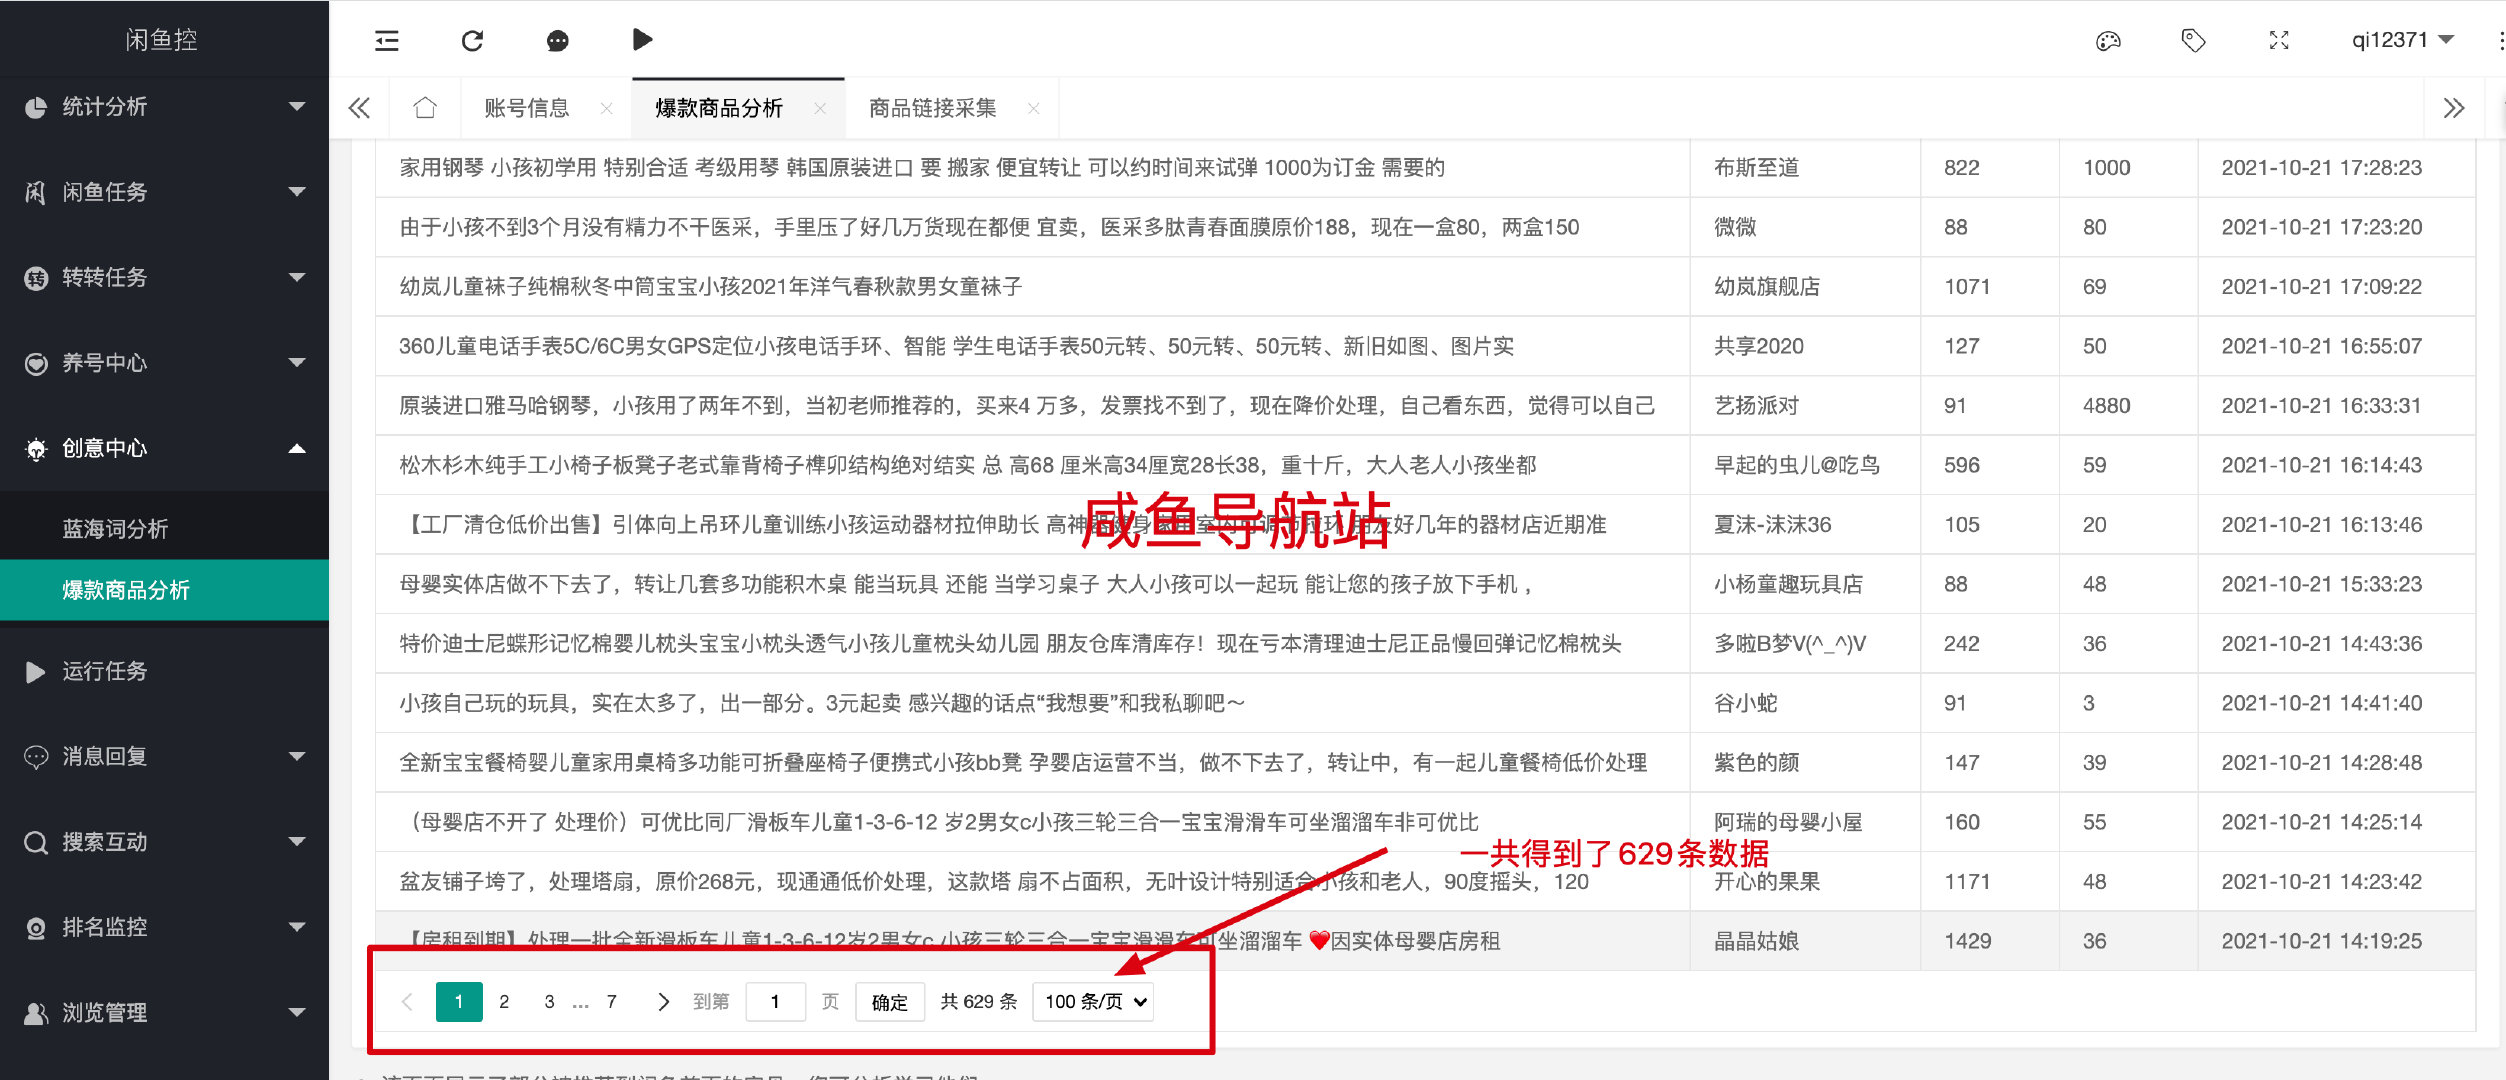 闲鱼控
qi12371
统计分析
闲鱼任务
转转任务
养号中心
创意中心
蓝海词分析
爆款商品分析
运行任务
消息回复
搜索互动
排名监控
浏览管理
账号信息
爆款商品分析
商品链接采集
家用钢琴 小孩初学用 特别合适 考级用琴 韩国原装进口 要 搬家 便宜转让 可以约时间来试弹 1000为订金 需要的 布斯至道 822 1000 2021-10-21 17:28:23
由于小孩不到3个月没有精力不干医采，手里压了好几万货现在都便 宜卖，医采多肽青春面膜原价188，现在一盒80，两盒150 微微 88 80 2021-10-21 17:23:20
幼岚儿童袜子纯棉秋冬中筒宝宝小孩2021年洋气春秋款男女童袜子 幼岚旗舰店 1071 69 2021-10-21 17:09:22
360儿童电话手表5C/6C男女GPS定位小孩电话手环、智能 学生电话手表50元转、50元转、50元转、新旧如图、图片实 共享2020 127 50 2021-10-21 16:55:07
原装进口雅马哈钢琴，小孩用了两年不到，当初老师推荐的，买来4 万多，发票找不到了，现在降价处理，自己看东西，觉得可以自己 艺扬派对 91 4880 2021-10-21 16:33:31
松木杉木纯手工小椅子板凳子老式靠背椅子榫卯结构绝对结实 总 高68 厘米高34厘宽28长38，重十斤，大人老人小孩坐都 早起的虫儿@吃鸟 596 59 2021-10-21 16:14:43
【工厂清仓低价出售】引体向上吊环儿童训练小孩运动器材拉伸助长 高神器健身家用室内可调节拉环 朋友好几年的器材店近期准 夏沫-沫沫36 105 20 2021-10-21 16:13:46
咸鱼导航站
母婴实体店做不下去了，转让几套多功能积木桌 能当玩具 还能 当学习桌子 大人小孩可以一起玩 能让您的孩子放下手机， 小杨童趣玩具店 88 48 2021-10-21 15:33:23
特价迪士尼蝶形记忆棉婴儿枕头宝宝小枕头透气小孩儿童枕头幼儿园 朋友仓库清库存！现在亏本清理迪士尼正品慢回弹记忆棉枕头 多啦B梦V(^_^)V 242 36 2021-10-21 14:43:36
小孩自己玩的玩具，实在太多了，出一部分。3元起卖 感兴趣的话点“我想要”和我私聊吧～ 谷小蛇 91 3 2021-10-21 14:41:40
全新宝宝餐椅婴儿童家用桌椅多功能可折叠座椅子便携式小孩bb凳 孕婴店运营不当，做不下去了，转让中，有一起儿童餐椅低价处理 紫色的颜 147 39 2021-10-21 14:28:48
（母婴店不开了 处理价）可优比同厂滑板车儿童1-3-6-12 岁2男女c小孩三轮三合一宝宝滑滑车可坐溜溜车非可优比 阿瑞的母婴小屋 160 55 2021-10-21 14:25:14
一共得到了629条数据
盆友铺子垮了，处理塔扇，原价268元，现通通低价处理，这款塔 扇不占面积，无叶设计特别适合小孩和老人，90度摇头，120 开心的果果 1171 48 2021-10-21 14:23:42
【房租到期】处理一批全新滑板车儿童1-3-6-12岁2男女c 小孩三轮三合一宝宝滑滑车可坐溜溜车 ❤️因实体母婴店房租 晶晶姑娘 1429 36 2021-10-21 14:19:25
1 2 3 … 7 到第 1 页 确定 共 629 条 100 条/页